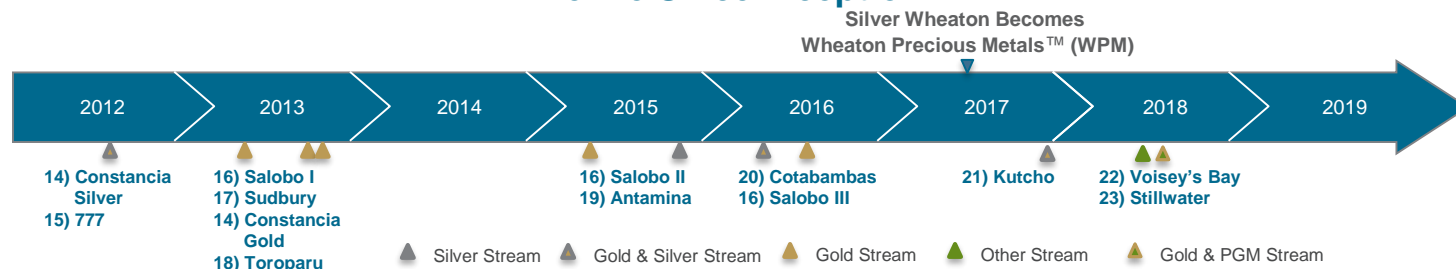 Silver Wheaton Becomes
Wheaton Precious Metals™ (WPM)
2012
2013
2014
2015
2016
2017
2018
2019
14) Constancia
Silver
15) 777
16) Salobo I
17) Sudbury
14) Constancia
Gold
18) Toroparu
16) Salobo II
19) Antamina
20) Cotabambas
16) Salobo III
21) Kutcho
22) Voisey's Bay
23) Stillwater
Silver Stream
Gold & Silver Stream
Gold Stream
Other Stream
Gold & PGM Stream